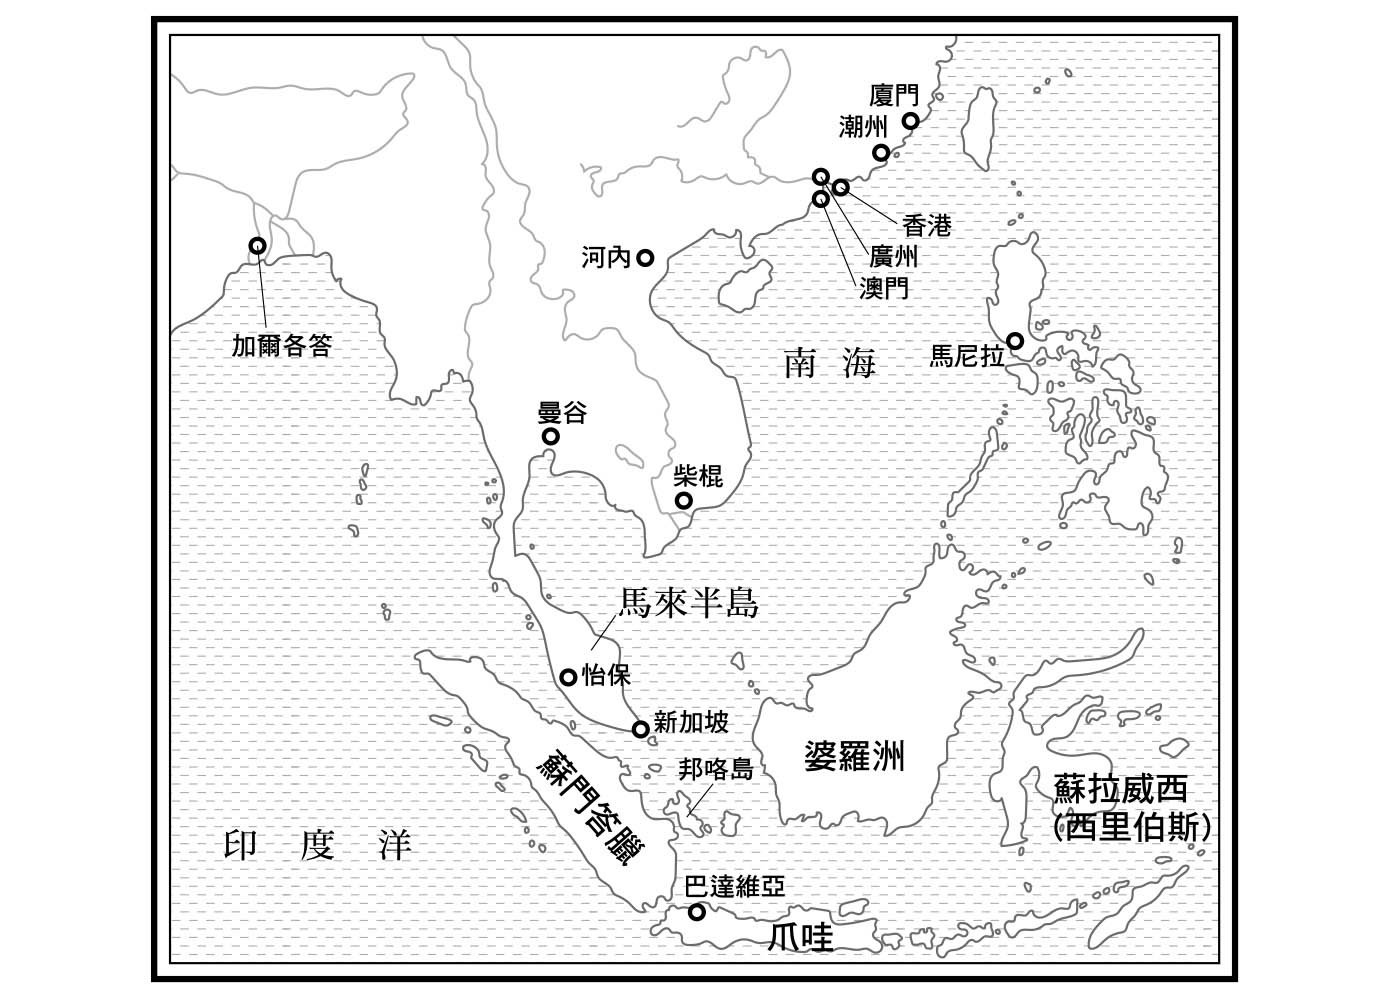 廈門
潮州
香港
廣州
澳門
河內
加爾各答
南海
馬尼拉
曼谷
柴棍
馬來半島
怡保
新加坡
邦咯島
婆羅洲
蘇門答臘
蘇拉威西
(西里伯斯)
印度洋
巴達維亞
爪哇